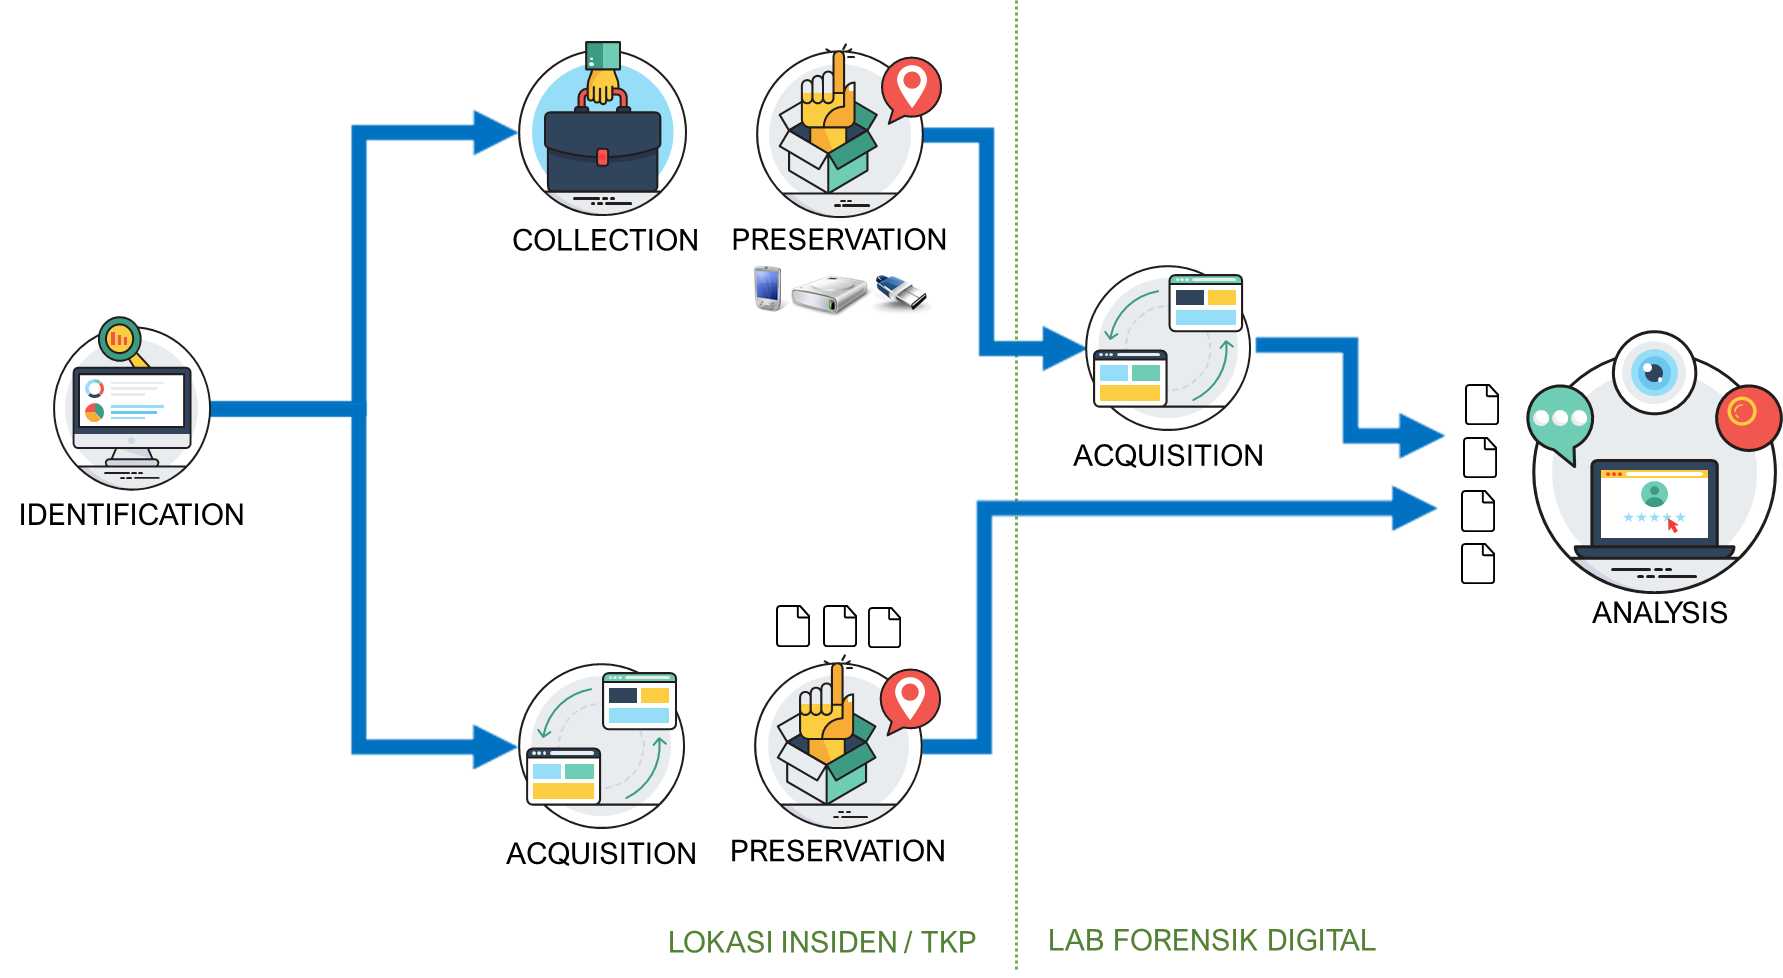 COLLECTION
PRESERVATION
IDENTIFICATION
ACQUISITION
ANALYSIS
ACQUISITION
PRESERVATION
LOKASI INSIDEN / TKP
LAB FORENSIK DIGITAL